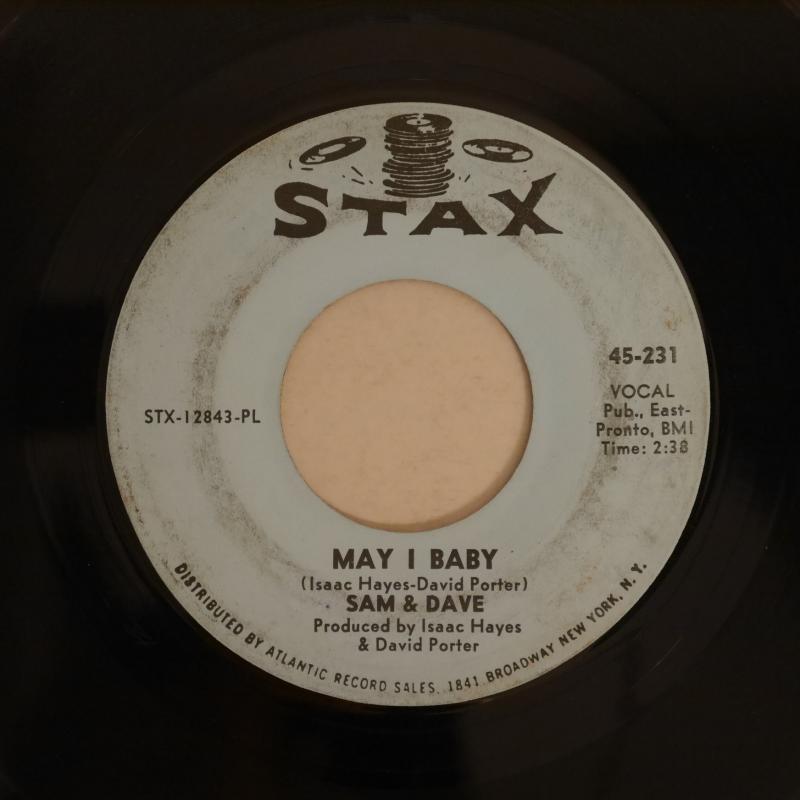 STAX
45-231
VOCAL
Pub., East-
Pronto, BMI
Time: 2:38
STX-12843-PL
MAY I BABY
(Isaac Hayes-David Porter)
SAM & DAVE
Produced by Isaac Hayes
& David Porter
DISTRIBUTED BY ATLANTIC RECORD SALES, 1841 BROADWAY NEW YORK, N.Y.